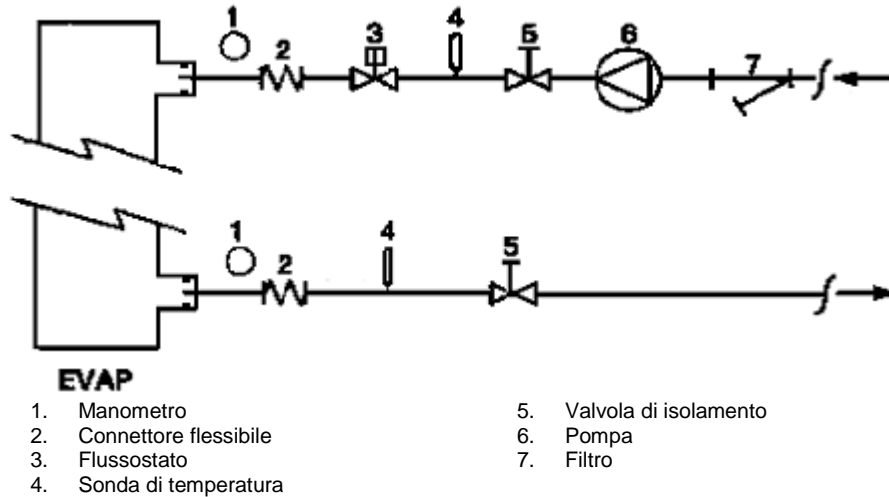 1 2 3 4 5 6 7
1 2 4 5
EVAP
1. Manometro
2. Connettore flessibile
3. Flussostato
4. Sonda di temperatura
5. Valvola di isolamento
6. Pompa
7. Filtro